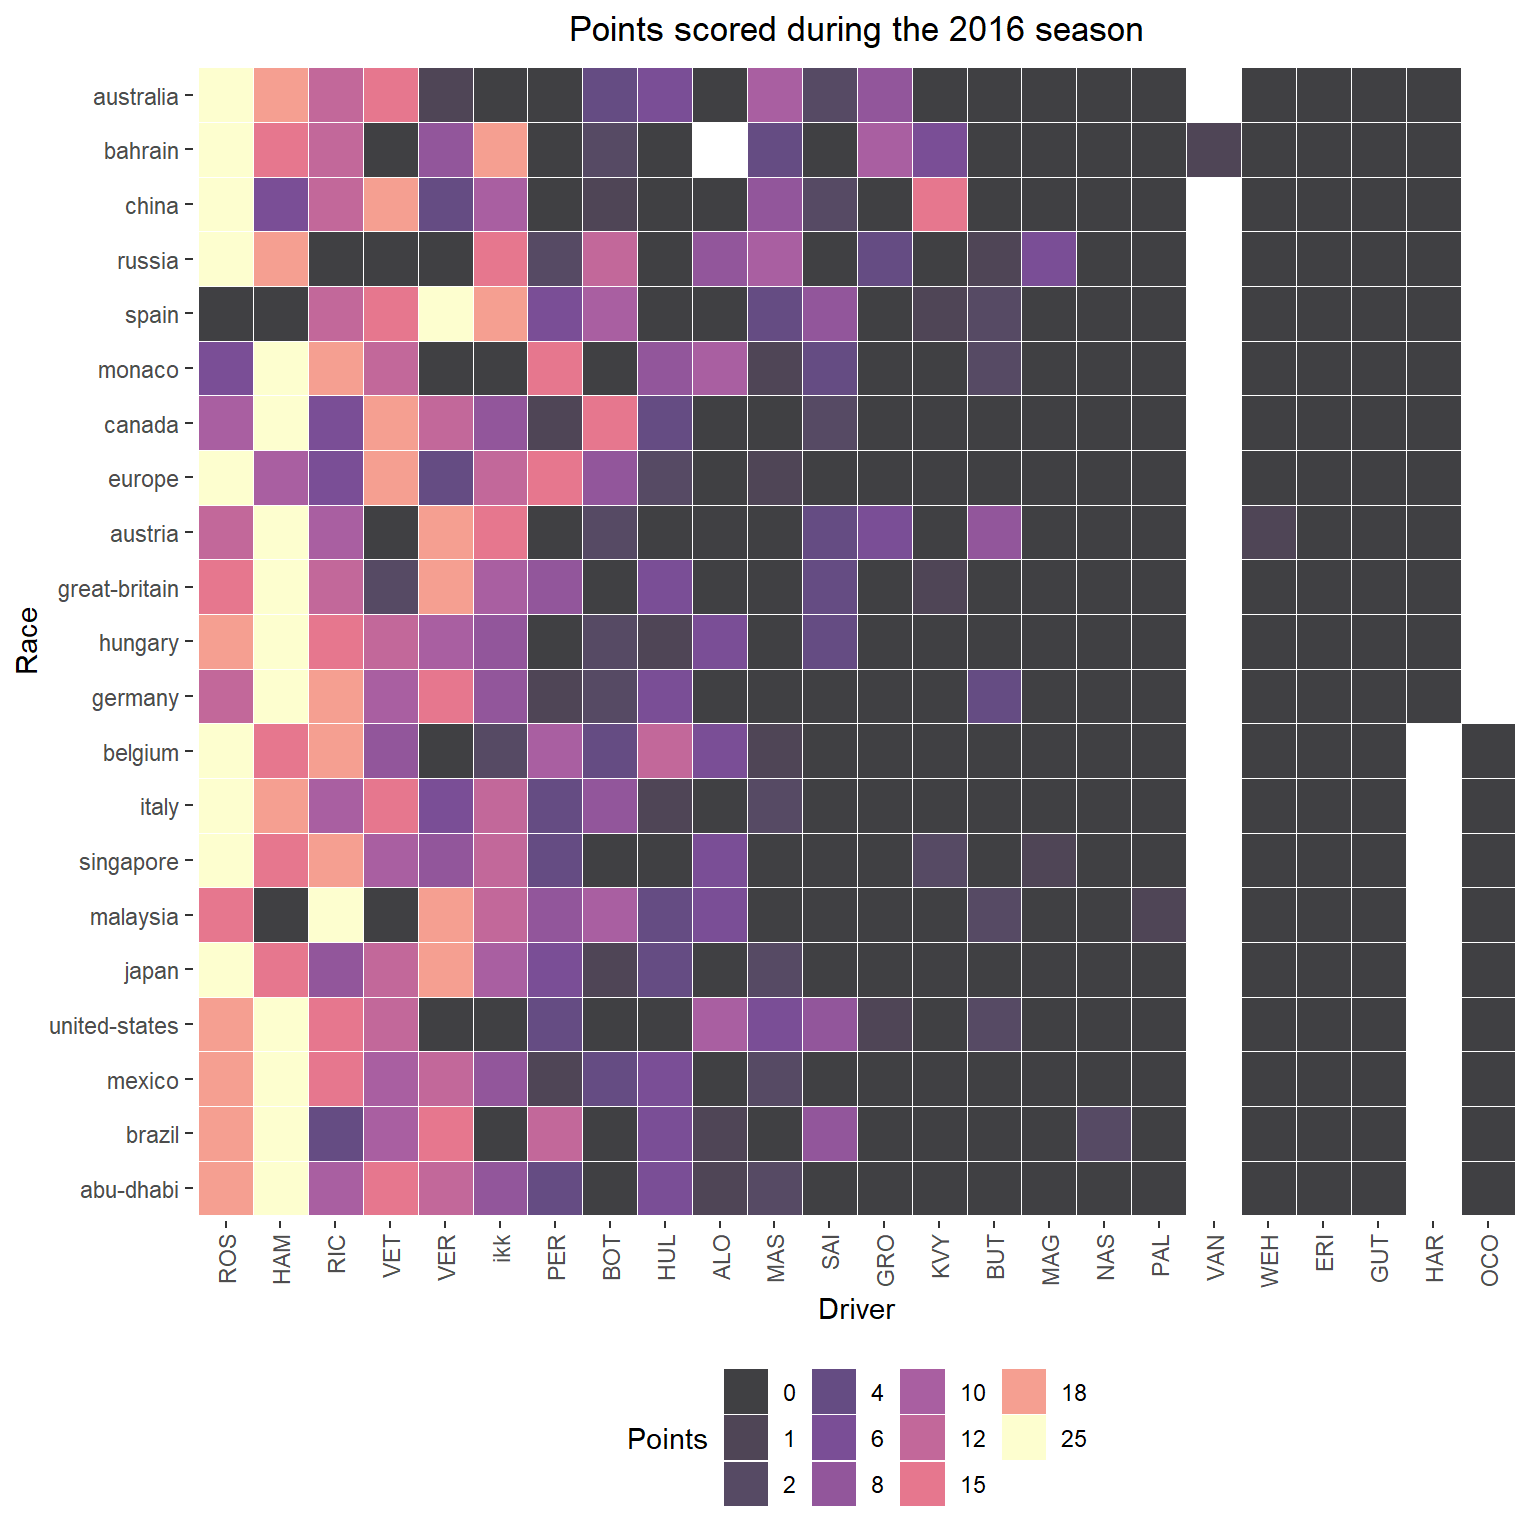 Points scored during the 2016 season
Race
australia
bahrain
china
russia
spain
monaco
canada
europe
austria
great-britain
hungary
germany
belgium
italy
singapore
malaysia
japan
united-states
mexico
brazil
abu-dhabi
ROS HAM RIC VET VER ikk PER BOT HUL ALO MAS SAI GRO KVY BUT MAG NAS PAL VAN WEH ERI GUT HAR OCO
Driver
Points
0 4 10 18
1 6 12 25
2 8 15